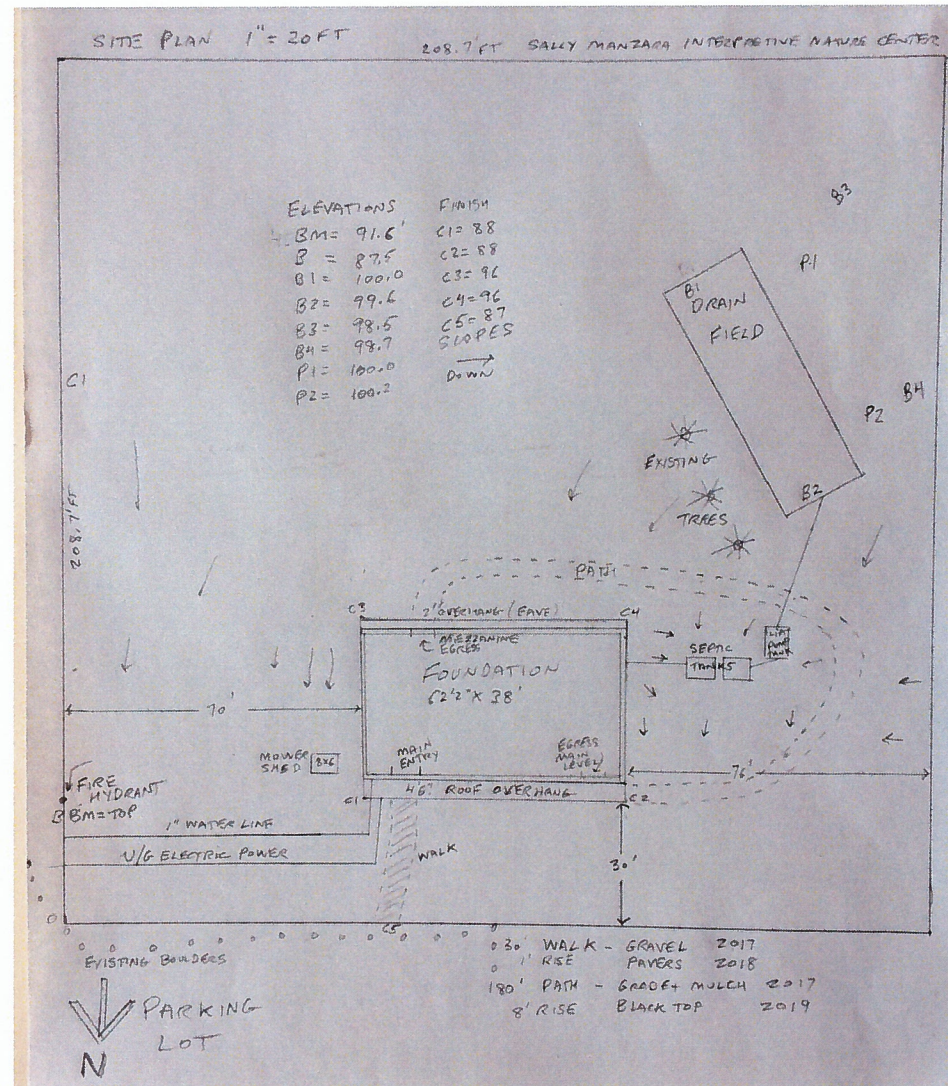 SITE PLAN 1"= 20FT
208.7 FT SALLY MANZARA INTERPRETIVE NATURE CENTER
ELEVATIONS
BM= 91.6'
B = 87.5
B1= 100.0
B2= 99.6
B3= 98.5
B4= 98.7
P1= 100.0
P2= 100.2
FINISH
C1= 88
C2= 88
C3= 96
C4=96
C5= 87
SLOPES
DOWN
B3
P1
B1
DRAIN
FIELD
B2
B4
P2
C1
208.7 FT
EXISTING
TREES
PATH
C3
2' OVERHANG (EAVE)
C4
MEZZANINE
EGRESS
FOUNDATION
62'2" X 38'
SEPTIC
TANKS
LIFT
PUMP
TANK
70'
MOWER
SHED
8x6
MAIN
ENTRY
EGRESS
MAIN
LEVEL
76'
FIRE
HYDRANT
B BM=TOP
C1
4'6" ROOF OVERHANG
C2
1" WATER LINE
U/G ELECTRIC POWER
WALK
30'
C5
EXISTING BOULDERS
30' WALK - GRAVEL 2017
1' RISE PAVERS 2018
180' PATH - GRADE + MULCH 2017
8' RISE BLACK TOP 2019
PARKING
LOT
N